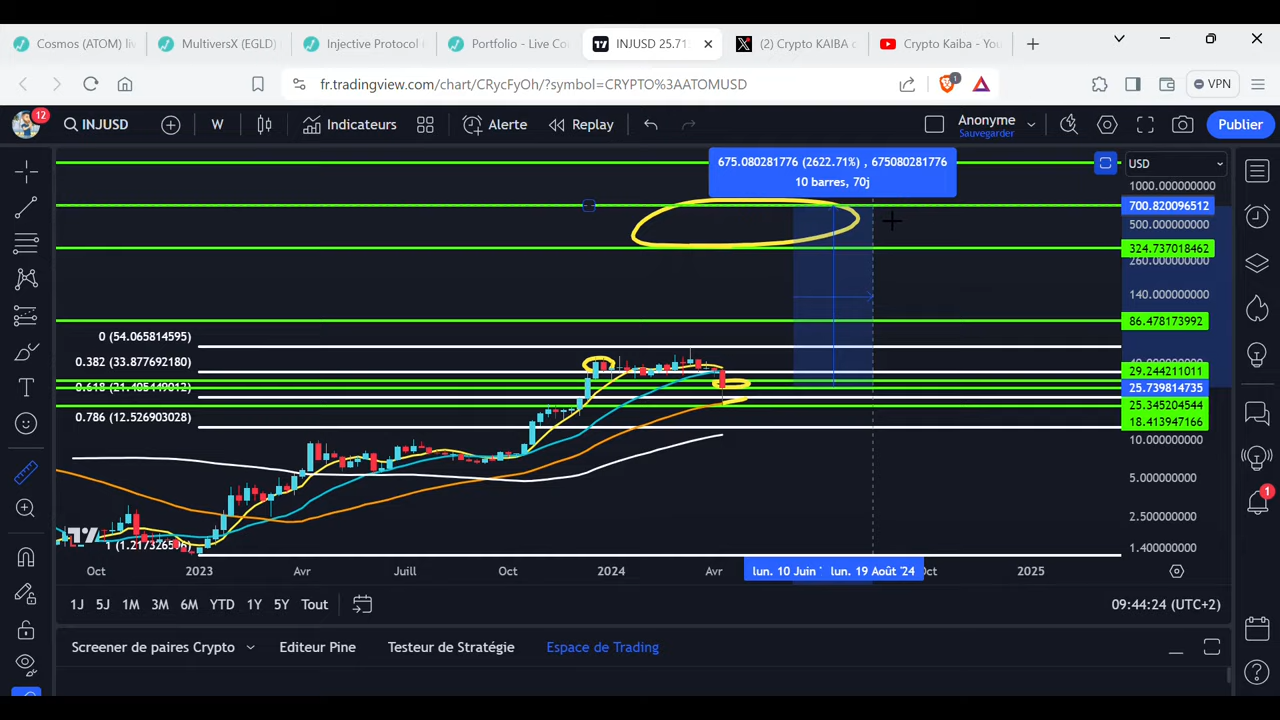 Cosmos (ATOM) liv
MultiversX (EGLD)
Injective Protocol
Portfolio - Live Co
INJUSD 25.71
(2) Crypto KAIBA
Crypto Kaiba - You
fr.tradingview.com/chart/CRycFyOh/?symbol=CRYPTO%3AATOMUSD
1
VPN
12
INJUSD
W
Indicateurs
Alerte
Replay
Anonyme
Sauvegarder
Publier
675.080281776 (2622.71%) , 675080281776
10 barres, 70j
USD
1000.000000000
700.820096512
500.000000000
324.737018462
260.000000000
140.000000000
86.478173992
0 (54.065814595)
0.382 (33.877692180)
29.244211011
25.739814735
25.345204544
0.786 (12.526903028)
18.413947166
10.000000000
5.000000000
2.500000000
1.400000000
1
Oct
2023
Avr
Juill
Oct
2024
Avr
lun. 10 Juin '
lun. 19 Août '24
2025
1J 5J 1M 3M 6M YTD 1Y 5Y Tout
09:44:24 (UTC+2)
Screener de paires Crypto
Editeur Pine
Testeur de Stratégie
Espace de Trading